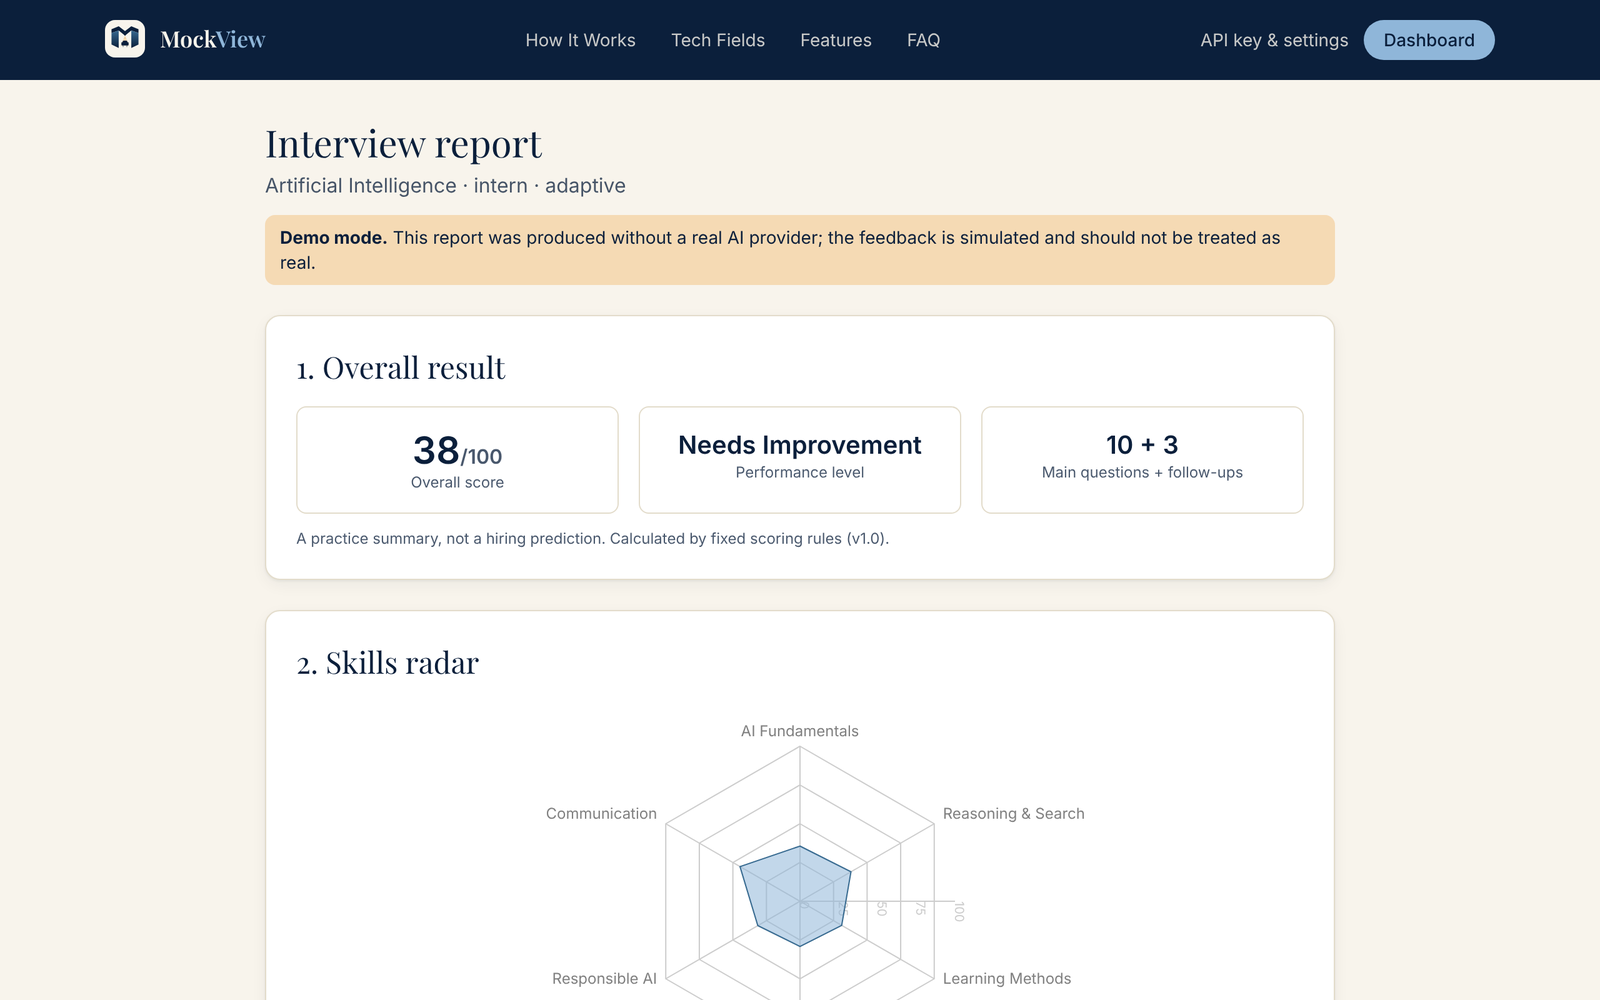 MockView
How It Works
Tech Fields
Features
FAQ
API key & settings
Dashboard
Interview report
Artificial Intelligence · intern · adaptive
Demo mode. This report was produced without a real AI provider; the feedback is simulated and should not be treated as
real.
1. Overall result
38/100
Overall score
Needs Improvement
Performance level
10 + 3
Main questions + follow-ups
A practice summary, not a hiring prediction. Calculated by fixed scoring rules (v1.0).
2. Skills radar
AI Fundamentals
Communication
Reasoning & Search
0
25
50
75
100
Responsible AI
Learning Methods